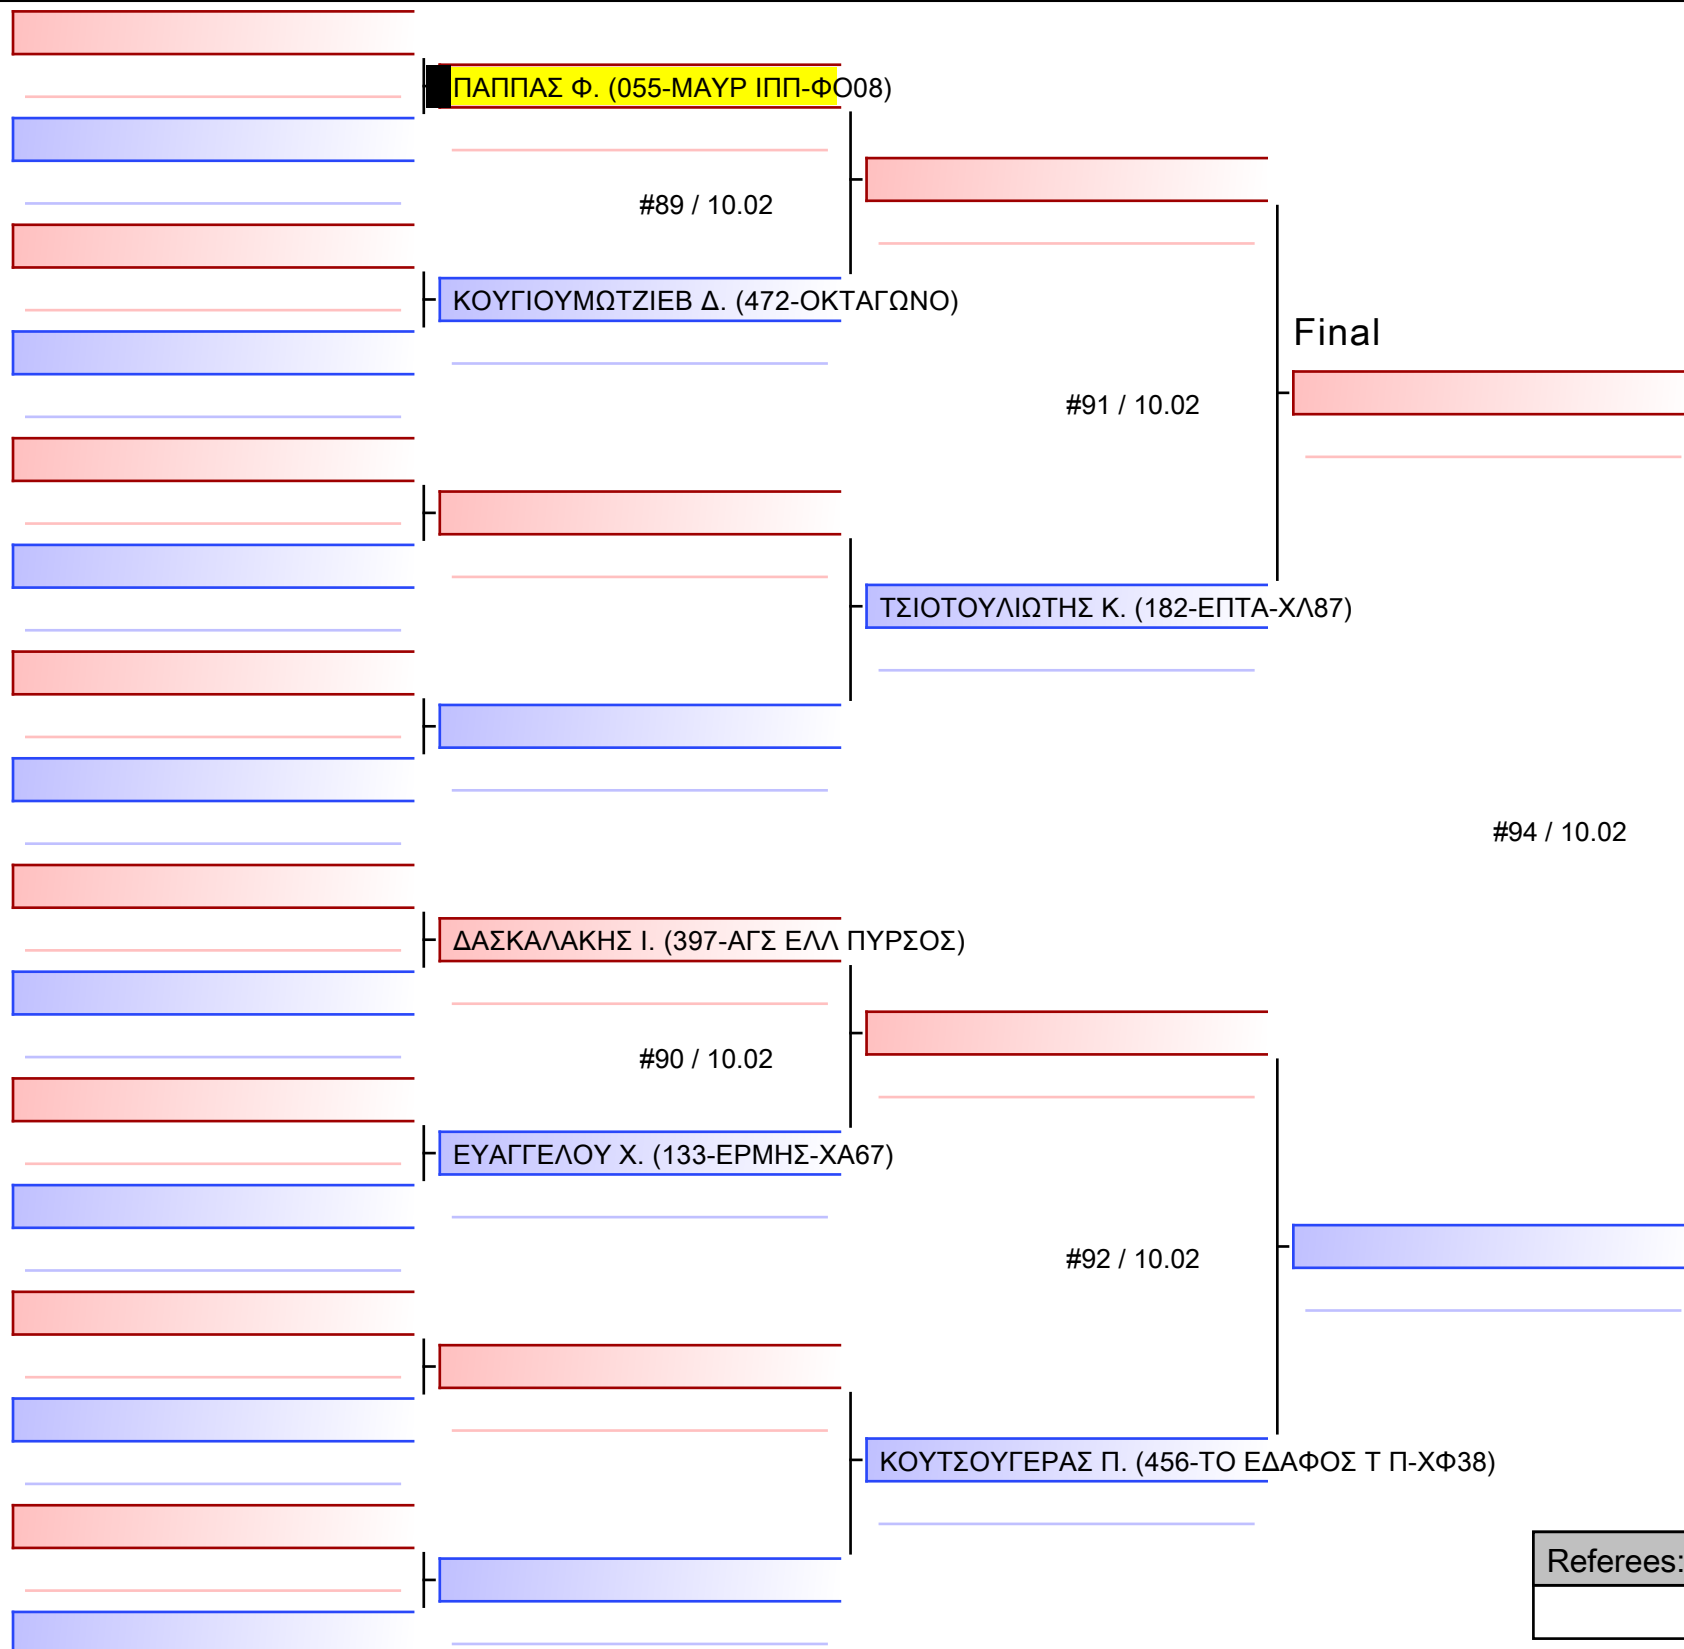 ΠΑΠΠΑΣ Φ. (055-ΜΑΥΡ ΙΠΠ-ΦΟ08)
#89 / 10.02
ΚΟΥΓΙΟΥΜΩΤΖΙΕΒ Δ. (472-ΟΚΤΑΓΩΝΟ)
Final
#91 / 10.02
ΤΣΙΟΤΟΥΛΙΩΤΗΣ Κ. (182-ΕΠΤΑ-ΧΛ87)
#94 / 10.02
ΔΑΣΚΑΛΑΚΗΣ Ι. (397-ΑΓΣ ΕΛΛ ΠΥΡΣΟΣ)
#90 / 10.02
ΕΥΑΓΓΕΛΟΥ Χ. (133-ΕΡΜΗΣ-ΧΑ67)
#92 / 10.02
ΚΟΥΤΣΟΥΓΕΡΑΣ Π. (456-ΤΟ ΕΔΑΦΟΣ Τ Π-ΧΦ38)
Referees: